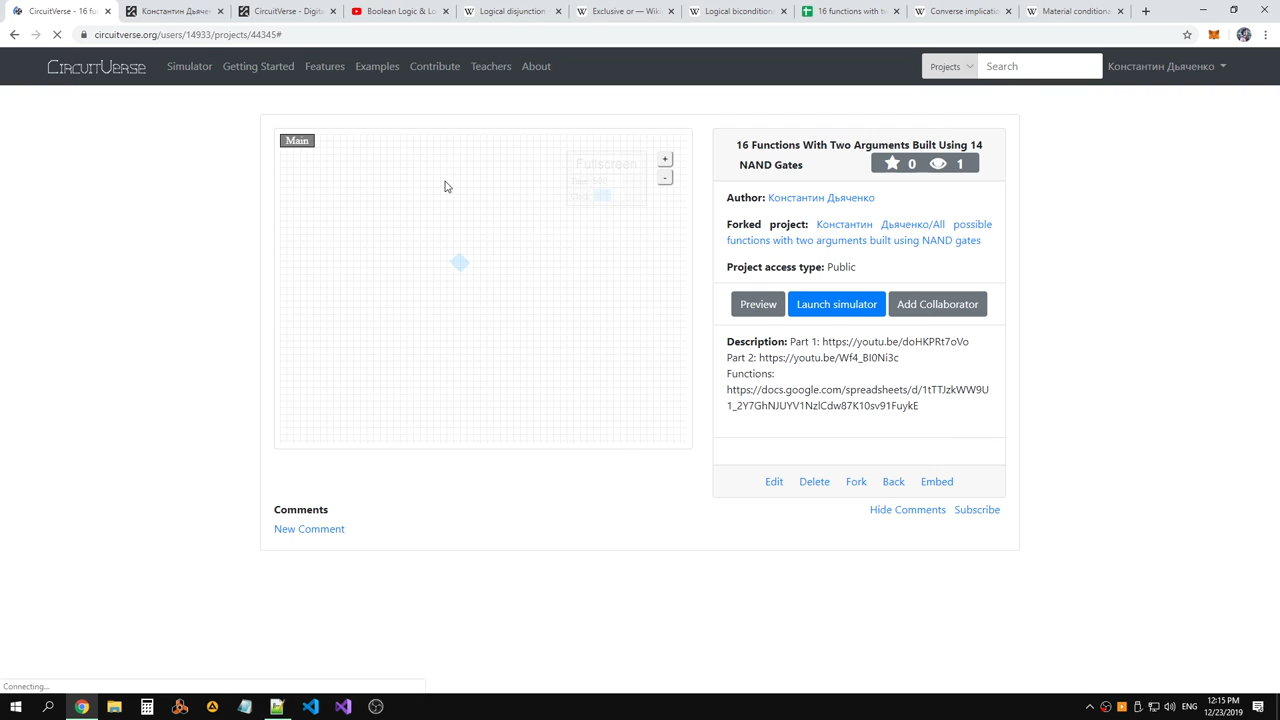 CircuitVerse - 16 fun
Константин Дьяче
CircuitVerse - Digita
Boolean Logic & Lo
Logical disjunction
Exclusive or — Wiki
Logical biconditiona
16 functions with tw
Converse implicatio
Material conditiona
circuitverse.org/users/14933/projects/44345#
CircuitVerse
Simulator
Getting Started
Features
Examples
Contribute
Teachers
About
Projects
Search
Константин Дьяченко
Main
Fullscreen
+
-
16 Functions With Two Arguments Built Using 14
NAND Gates
0
1
Author: Константин Дьяченко
Forked project: Константин Дьяченко/All possible
functions with two arguments built using NAND gates
Project access type: Public
Preview
Launch simulator
Add Collaborator
Description: Part 1: https://youtu.be/doHKPRt7oVo
Part 2: https://youtu.be/Wf4_BI0Ni3c
Functions:
https://docs.google.com/spreadsheets/d/1tTTJzkWW9U
1_2Y7GhNJUYV1NzlCdw87K10sv91FuykE
Edit
Delete
Fork
Back
Embed
Comments
Hide Comments
Subscribe
New Comment
Connecting...
ENG
12:15 PM
12/23/2019